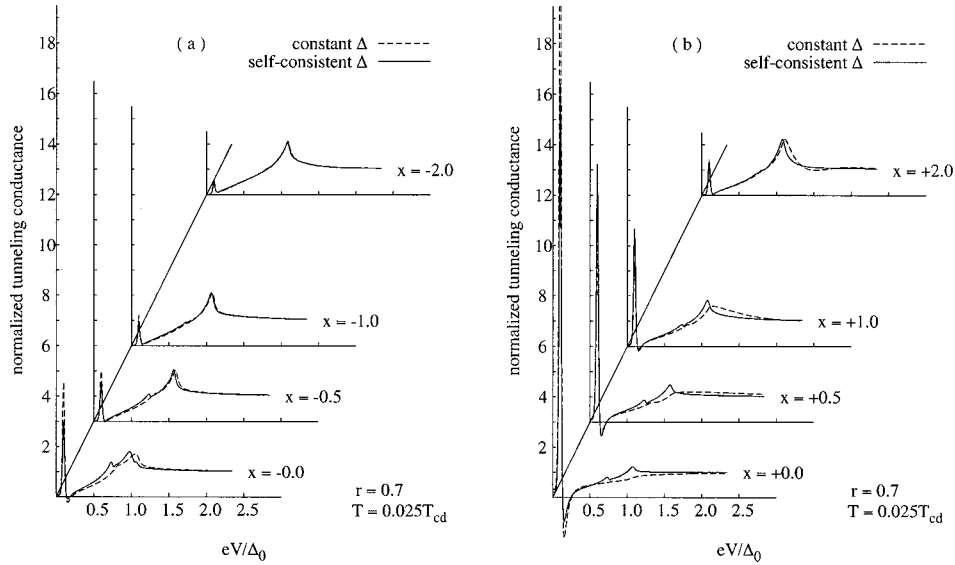 ( a )
constant Δ
self-consistent Δ
normalized tunneling conductance
18
16
14
12
10
8
6
4
2
x = -2.0
x = -1.0
x = -0.5
x = -0.0
0.5 1.0 1.5 2.0 2.5
r = 0.7
T = 0.025T_cd
eV/Δ_0
( b )
constant Δ
self-consistent Δ
normalized tunneling conductance
18
16
14
12
10
8
6
4
2
x = +2.0
x = +1.0
x = +0.5
x = +0.0
0.5 1.0 1.5 2.0 2.5
r = 0.7
T = 0.025T_cd
eV/Δ_0